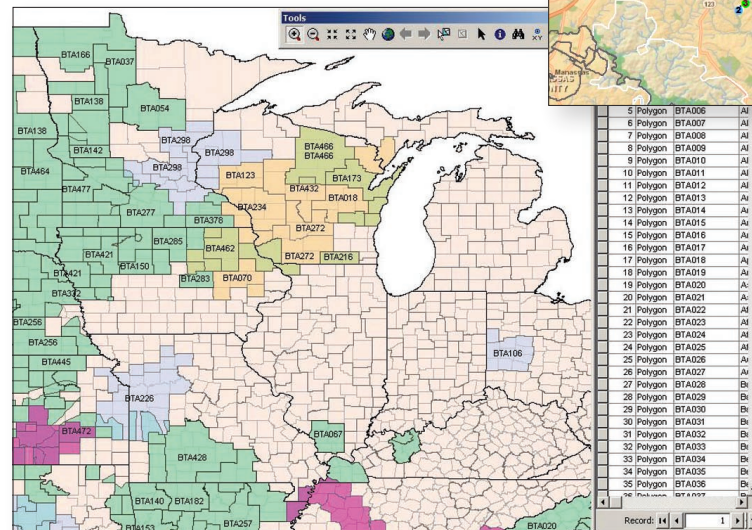 Tools
XY
123
2
3
Manassas
BTA166
BTA037
BTA138
BTA054
BTA138
BTA298
BTA298
BTA298
BTA142
BTA464
BTA466
BTA466
BTA123
BTA173
BTA477
BTA432
BTA018
BTA234
BTA277
BTA378
BTA272
BTA285
BTA462
BTA421
BTA150
BTA272
BTA216
BTA421
BTA283
BTA070
BTA332
BTA256
BTA256
BTA445
BTA106
BTA226
BTA472
BTA067
BTA428
BTA140
BTA182
BTA153
BTA257
BTA020
5 Polygon BTA006
6 Polygon BTA007
7 Polygon BTA008
8 Polygon BTA009
9 Polygon BTA010
10 Polygon BTA011
11 Polygon BTA012
12 Polygon BTA013
13 Polygon BTA014
14 Polygon BTA015
15 Polygon BTA016
16 Polygon BTA017
17 Polygon BTA018
18 Polygon BTA019
19 Polygon BTA020
20 Polygon BTA021
21 Polygon BTA022
22 Polygon BTA023
23 Polygon BTA024
24 Polygon BTA025
25 Polygon BTA026
26 Polygon BTA027
27 Polygon BTA028
28 Polygon BTA029
29 Polygon BTA030
30 Polygon BTA031
31 Polygon BTA032
32 Polygon BTA033
33 Polygon BTA034
34 Polygon BTA035
35 Polygon BTA036
36 Polygon BTA037
Record: 1